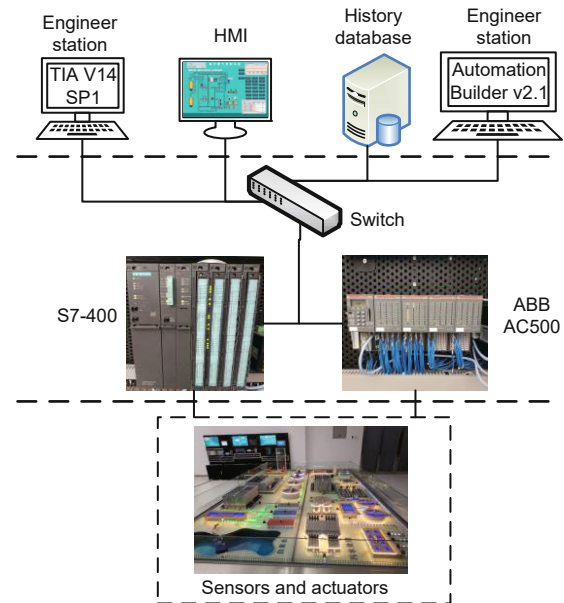 Engineer
station
HMI
History
database
Engineer
station
TIA V14
SP1
Automation
Builder v2.1
Switch
S7-400
ABB
AC500
Sensors and actuators